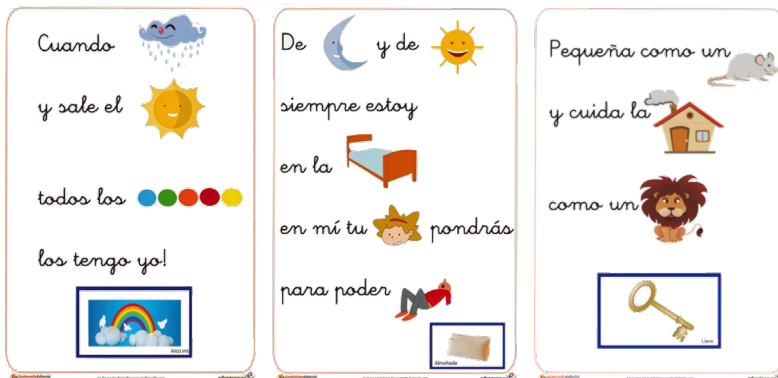 Cuando
y sale el
todos los
los tengo yo!
Arco iris
De y de
siempre estoy
en la
en mí tu pondrás
para poder
Almohada
Pequeña como un
y cuida la
como un
Llave